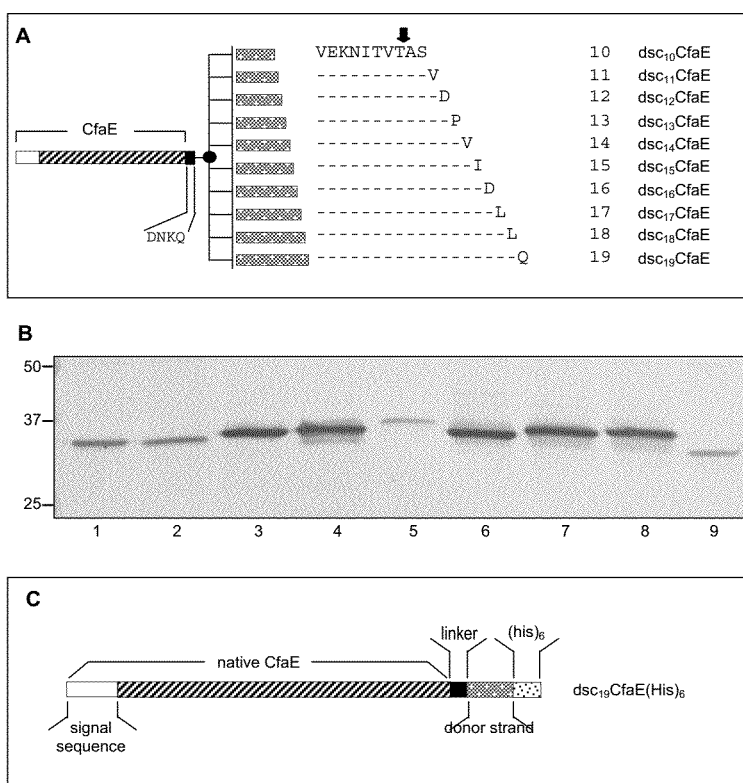 A
VEKNITVTAS 10 dsc10CfaE
----------V 11 dsc11CfaE
-----------D 12 dsc12CfaE
------------P 13 dsc13CfaE
CfaE
-------------V 14 dsc14CfaE
--------------I 15 dsc15CfaE
---------------D 16 dsc16CfaE
----------------L 17 dsc17CfaE
DNKQ
-----------------L 18 dsc18CfaE
------------------Q 19 dsc19CfaE
B
50
37
25
1 2 3 4 5 6 7 8 9
C
linker (his)6
native CfaE
dsc19CfaE(His)6
signal sequence
donor strand